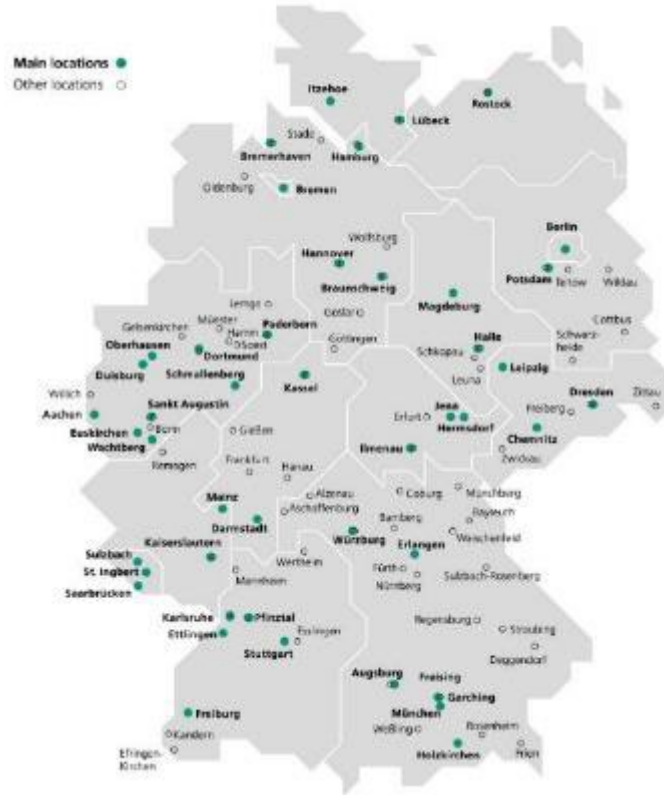 Main locations
Other locations
Itzehoe
Rostock
Lübeck
Stade
Bremerhaven
Hamburg
Oldenburg
Bremen
Wolfsburg
Berlin
Hannover
Braunschweig
Potsdam
Teltow
Wildau
Magdeburg
Lemgo
Goslar
Cottbus
Münster
Paderborn
Gelsenkirchen
Hamm
Soest
Göttingen
Schwarz-
heide
Oberhausen
Dortmund
Halle
Schkopau
Leipzig
Duisburg
Schmallenberg
Kassel
Leuna
Dresden
Zittau
Aachen
Sankt Augustin
Jena
Erfurt
Freiberg
Euskirchen
Bonn
Gießen
Hermsdorf
Chemnitz
Wachtberg
Ilmenau
Zwickau
Remagen
Frankfurt
Hanau
Alzenau
Coburg
Münchberg
Mainz
Aschaffenburg
Bayreuth
Darmstadt
Bamberg
Würzburg
Waischenfeld
Kaiserslautern
Wertheim
Erlangen
Sulzbach
St. Ingbert
Mannheim
Fürth
Nürnberg
Sulzbach-Rosenberg
Saarbrücken
Karlsruhe
Pfinztal
Regensburg
Ettlingen
Esslingen
Straubing
Stuttgart
Deggendorf
Augsburg
Freising
Garching
München
Freiburg
Weßling
Rosenheim
Kandern
Efringen-
Kirchen
Holzkirchen
Prien